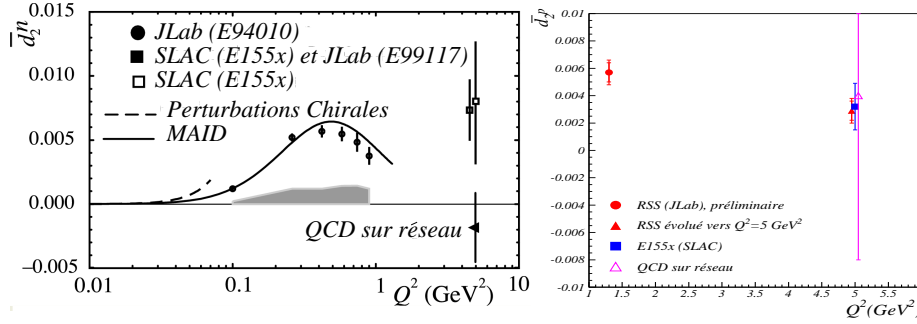 d̄₂ⁿ
0.015
0.010
0.005
0.000
−0.005
JLab (E94010)
SLAC (E155x) et JLab (E99117)
SLAC (E155x)
Perturbations Chirales
MAID
QCD sur réseau
0.01
0.1
1
10
Q² (GeV²)
d̄₂ᵖ
0.01
0.008
0.006
0.004
0.002
0
-0.002
-0.004
-0.006
-0.008
-0.01
RSS (JLab), préliminaire
RSS évolué vers Q²=5 GeV²
E155x (SLAC)
QCD sur réseau
1
1.5
2
2.5
3
3.5
4
4.5
5
5.5
Q²(GeV²)